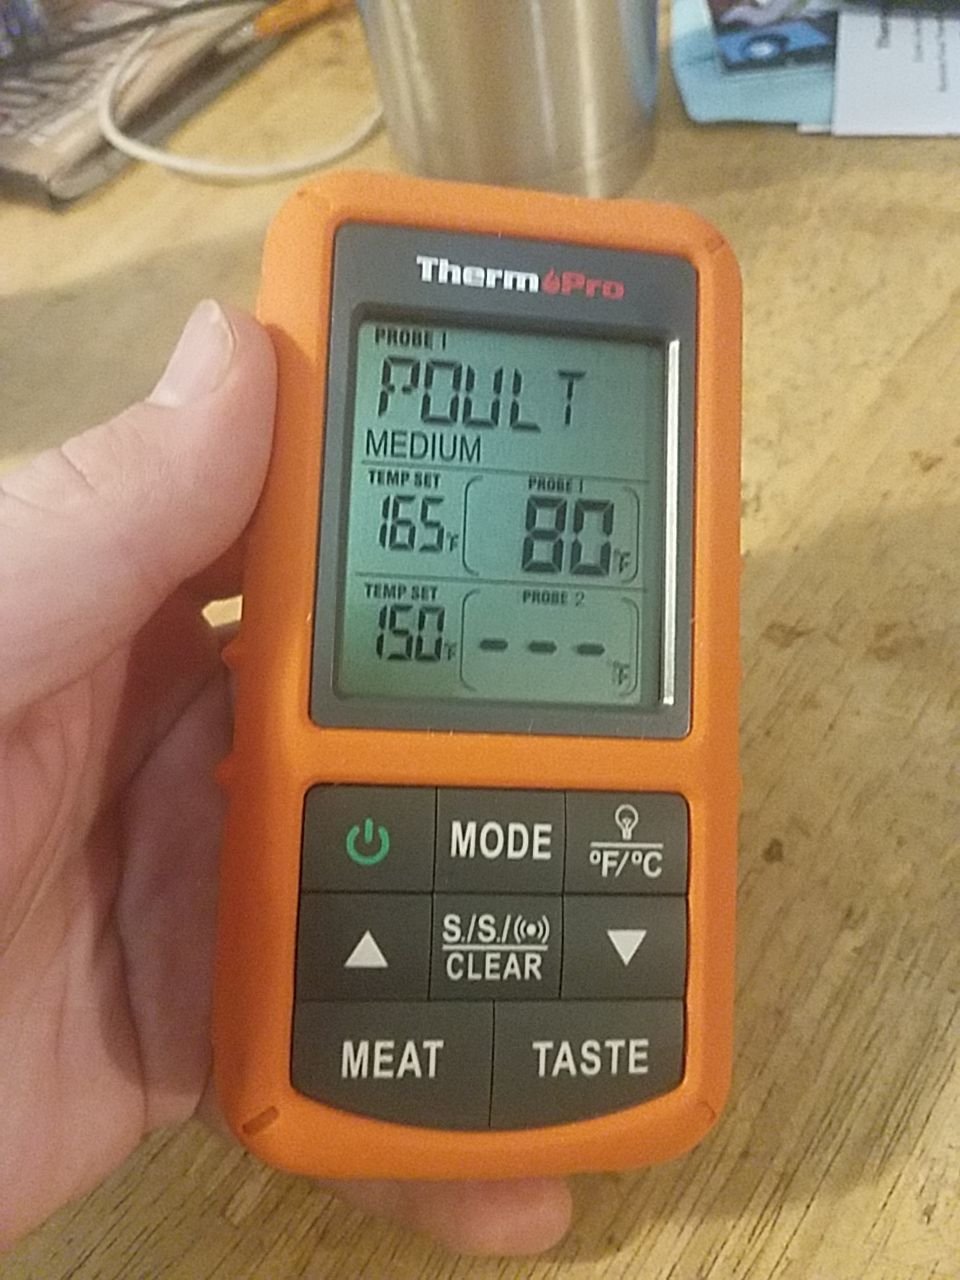 ThermPro
PROBE 1
POULT
MEDIUM
TEMP SET
165°F
PROBE 1
80°F
TEMP SET
150°F
PROBE 2
---°F
MODE
°F/°C
S./S./
CLEAR
MEAT
TASTE